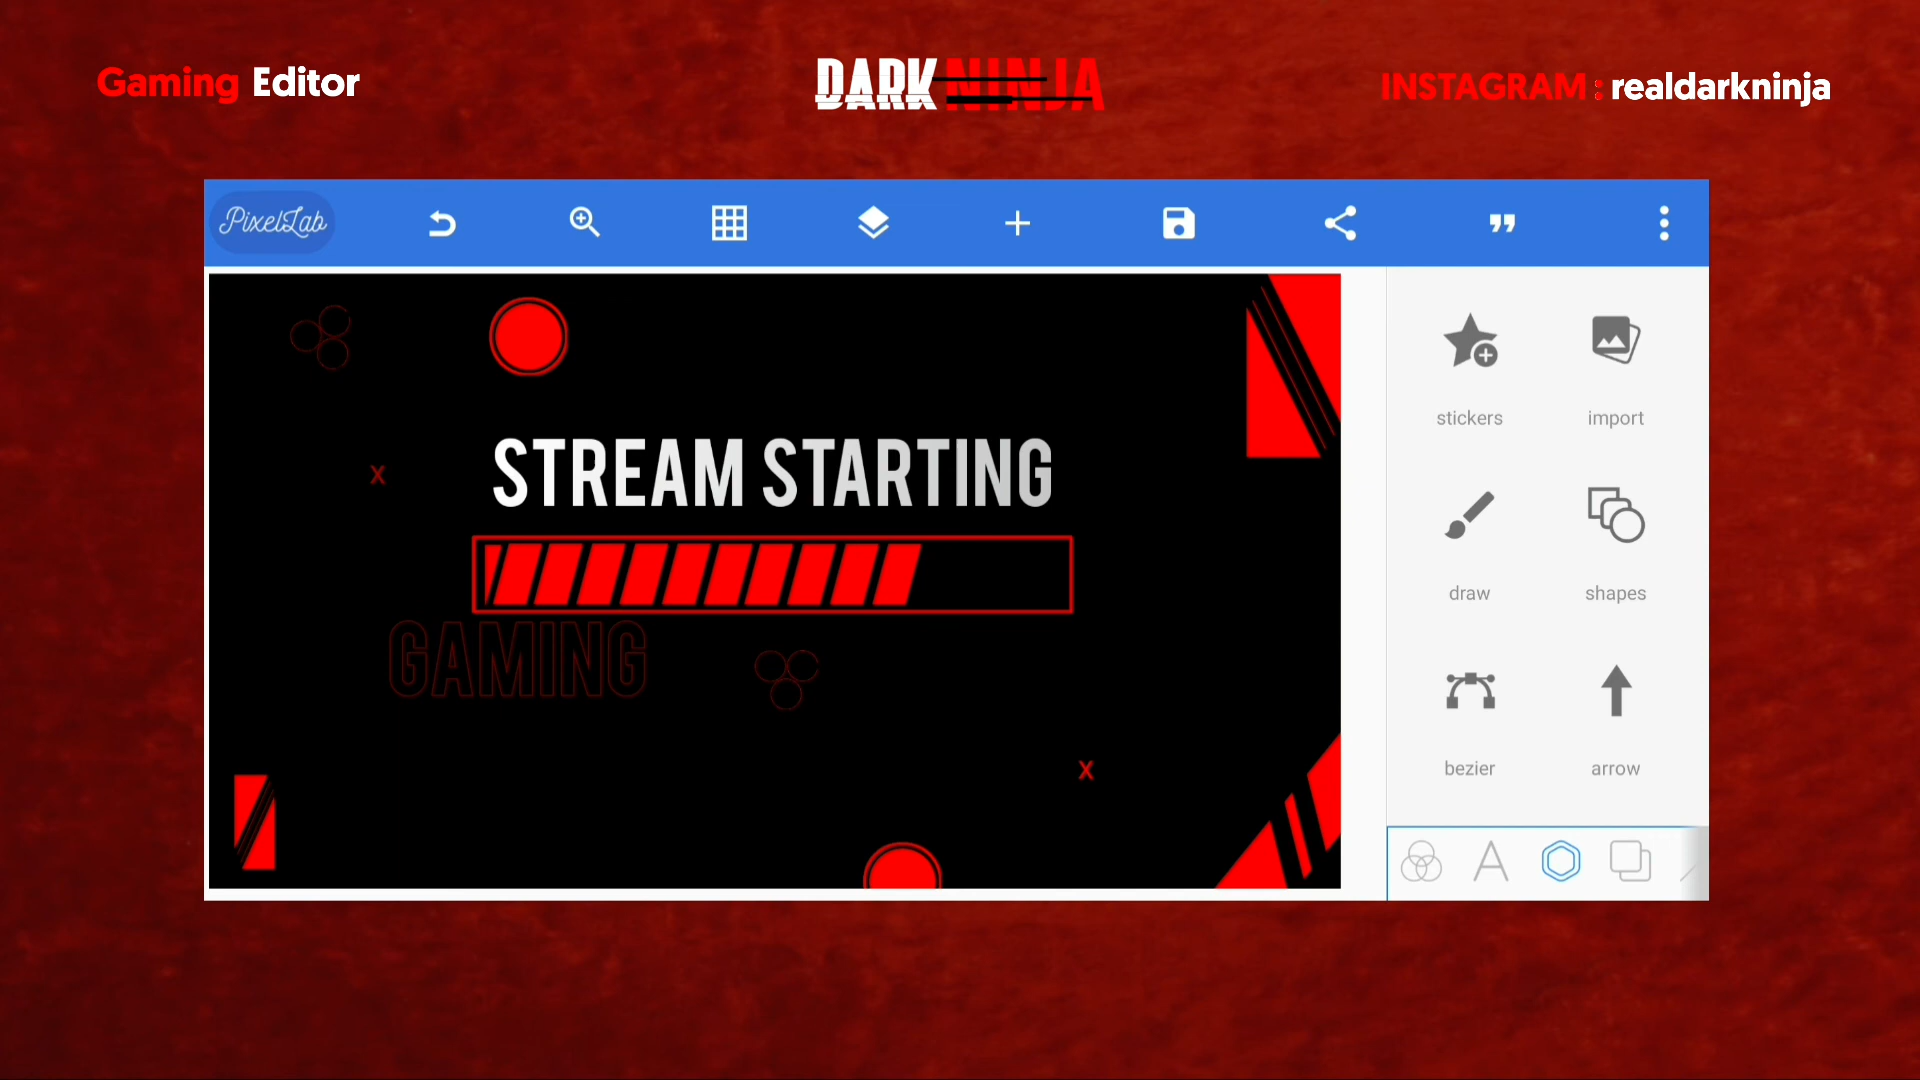 Gaming Editor
DARK NINJA
INSTAGRAM : realdarkninja
PixelLab
stickers
import
X
STREAM STARTING
draw
shapes
GAMING
X
bezier
arrow